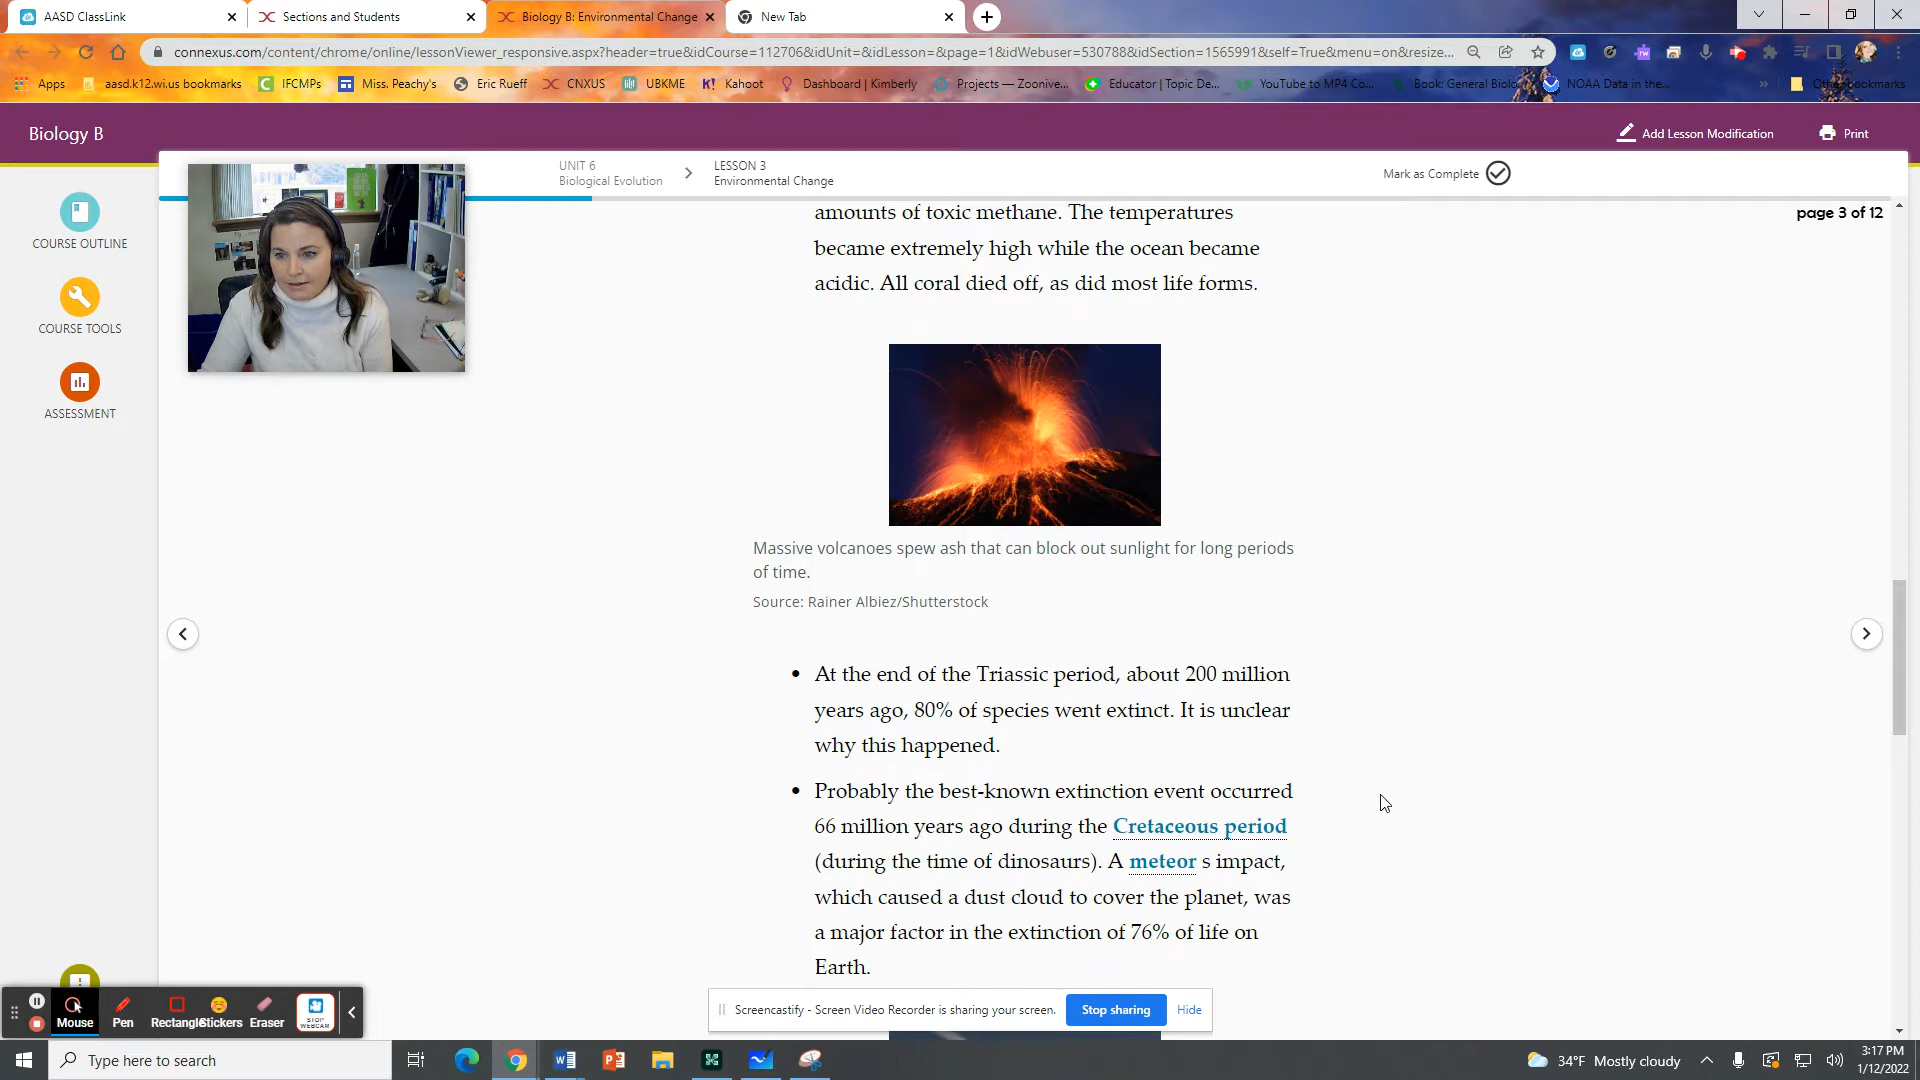 AASD ClassLink
Sections and Students
Biology B: Environmental Change
New Tab
connexus.com/content/chrome/online/lessonViewer_responsive.aspx?header=true&idCourse=112706&idUnit=&idLesson=&page=1&idWebuser=530788&idSection=1565991&self=True&menu=on&resize...
Apps
aasd.k12.wi.us bookmarks
IFCMPs
Miss. Peachy's
Eric Rueff
CNXUS
UBKME
K! Kahoot
Dashboard | Kimberly
Projects — Zoonive...
Educator | Topic De...
YouTube to MP4 Co...
Book: General Biolo...
NOAA Data in the...
»
Other bookmarks
Biology B
Add Lesson Modification
Print
UNIT 6
Biological Evolution
LESSON 3
Environmental Change
Mark as Complete
page 3 of 12
COURSE OUTLINE
COURSE TOOLS
ASSESSMENT
amounts of toxic methane. The temperatures
became extremely high while the ocean became
acidic. All coral died off, as did most life forms.
Massive volcanoes spew ash that can block out sunlight for long periods
of time.
Source: Rainer Albiez/Shutterstock
• At the end of the Triassic period, about 200 million
years ago, 80% of species went extinct. It is unclear
why this happened.
• Probably the best-known extinction event occurred
66 million years ago during the Cretaceous period
(during the time of dinosaurs). A meteor s impact,
which caused a dust cloud to cover the planet, was
a major factor in the extinction of 76% of life on
Earth.
Mouse
Pen
Rectangle
Stickers
Eraser
STOP
WEBCAM
Screencastify - Screen Video Recorder is sharing your screen.
Stop sharing
Hide
Type here to search
34°F Mostly cloudy
3:17 PM
1/12/2022